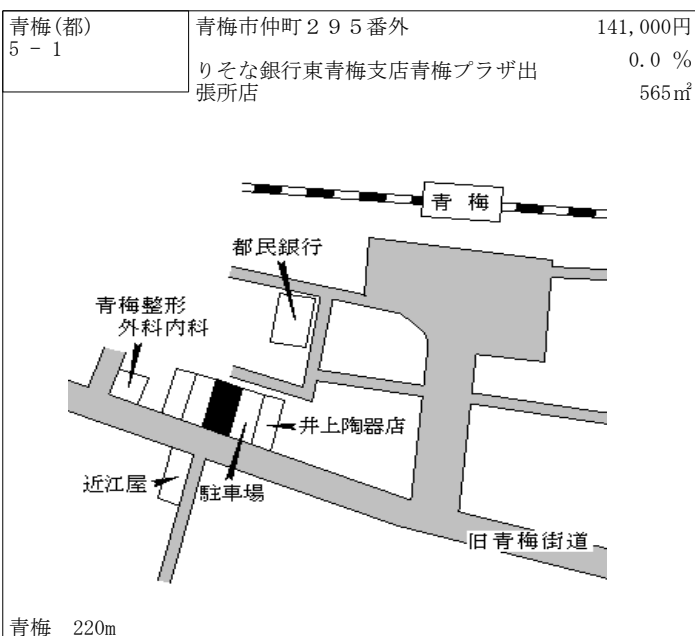 青梅(都)
5 - 1
青梅市仲町２９５番外
141,000円
りそな銀行東青梅支店青梅プラザ出
張所店
0.0 %
565㎡
青 梅
都民銀行
青梅整形
外科内科
井上陶器店
近江屋
駐車場
旧青梅街道
青梅 220m